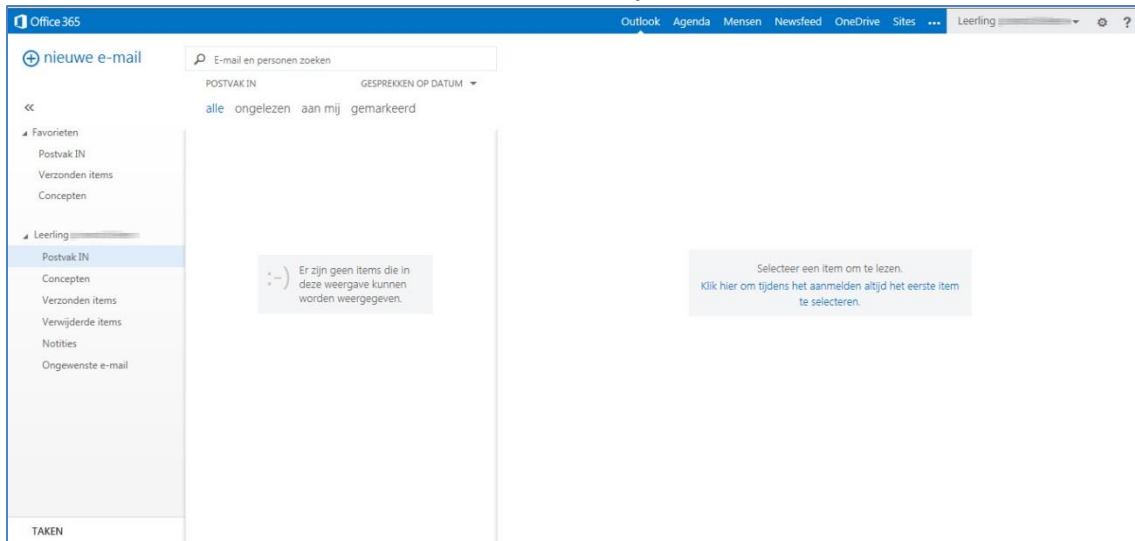 Office 365
Outlook Agenda Mensen Newsfeed OneDrive Sites ... Leerling
?
nieuwe e-mail
E-mail en personen zoeken
POSTVAK IN GESPREKKEN OP DATUM
alle ongelezen aan mij gemarkeerd
Favorieten
Postvak IN
Verzonden items
Concepten
Leerling
Postvak IN
Concepten
Verzonden items
Verwijderde items
Notities
Ongewenste e-mail
TAKEN
:-)
Er zijn geen items die in
deze weergave kunnen
worden weergegeven.
Selecteer een item om te lezen.
Klik hier om tijdens het aanmelden altijd het eerste item
te selecteren.